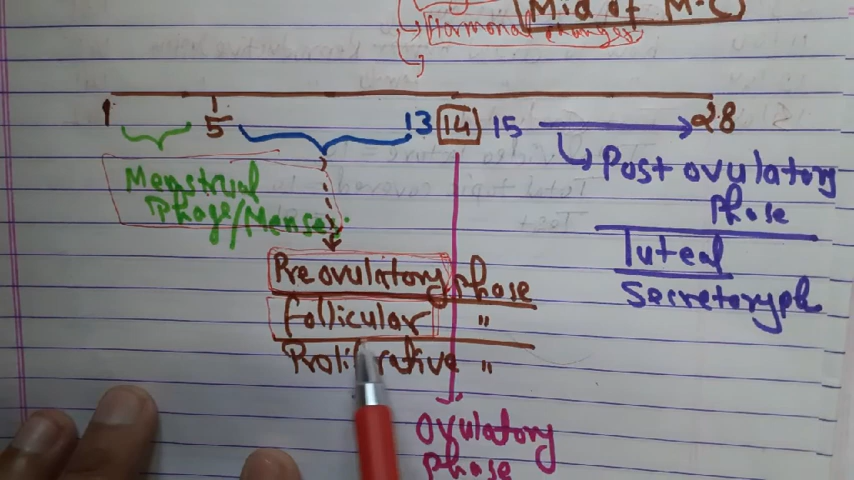 Mid of M.C)
Hormonal changes
1 5 13 14 15 28
Menstrual
Phase/Menses
Post ovulatory
Phase
Luteal
Secretory ph
Preovulatory phase
follicular "
Proliferative "
Ovulatory
phase